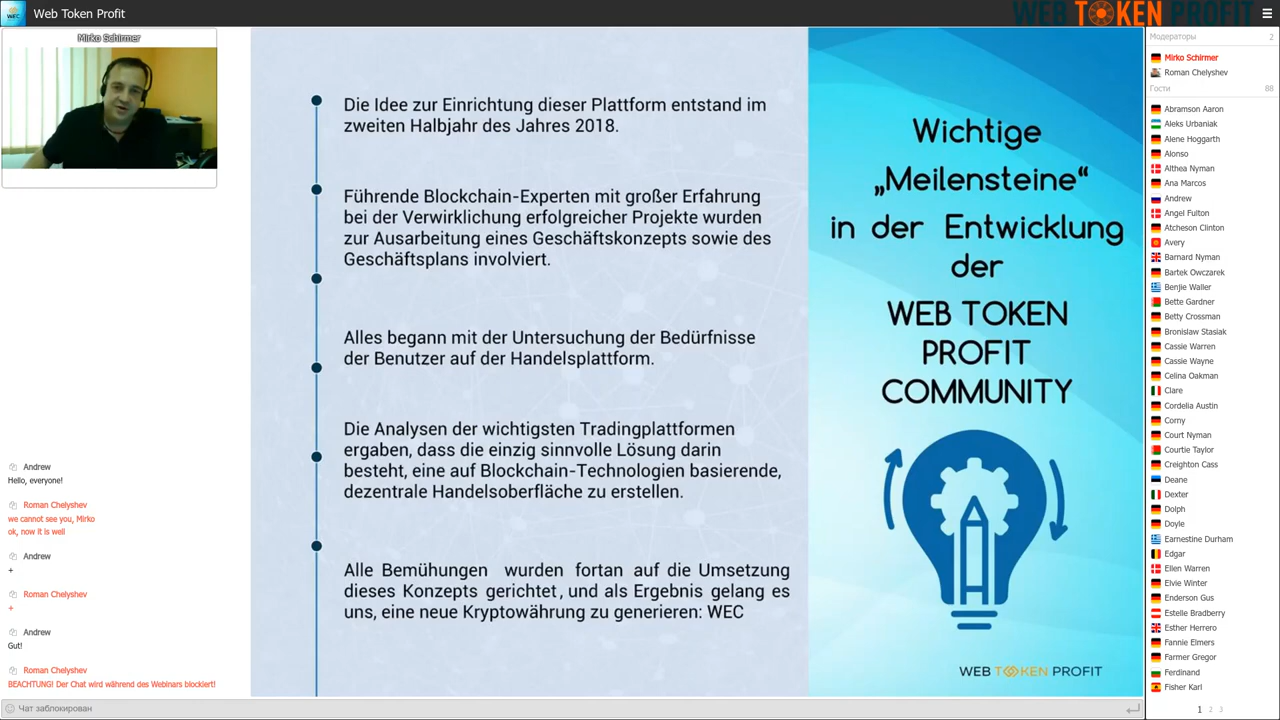 WEC
Web Token Profit
WEB TOKEN PROFIT
Mirko Schirmer
Andrew
Hello, everyone!
Roman Chelyshev
we cannot see you, Mirko
ok, now it is well
Andrew
+
Roman Chelyshev
+
Andrew
Gut!
Roman Chelyshev
BEACHTUNG! Der Chat wird während des Webinars blockiert!
Чат заблокирован
Die Idee zur Einrichtung dieser Plattform entstand im
zweiten Halbjahr des Jahres 2018.
Führende Blockchain-Experten mit großer Erfahrung
bei der Verwirklichung erfolgreicher Projekte wurden
zur Ausarbeitung eines Geschäftskonzepts sowie des
Geschäftsplans involviert.
Alles begann mit der Untersuchung der Bedürfnisse
der Benutzer auf der Handelsplattform.
Die Analysen der wichtigsten Tradingplattformen
ergaben, dass die einzig sinnvolle Lösung darin
besteht, eine auf Blockchain-Technologien basierende,
dezentrale Handelsoberfläche zu erstellen.
Alle Bemühungen wurden fortan auf die Umsetzung
dieses Konzepts gerichtet, und als Ergebnis gelang es
uns, eine neue Kryptowährung zu generieren: WEC
Wichtige
„Meilensteine“
in der Entwicklung
der
WEB TOKEN
PROFIT
COMMUNITY
WEB TOKEN PROFIT
Модераторы 2
Mirko Schirmer
Roman Chelyshev
Гости 88
Abramson Aaron
Aleks Urbaniak
Alene Hoggarth
Alonso
Althea Nyman
Ana Marcos
Andrew
Angel Fulton
Atcheson Clinton
Avery
Barnard Nyman
Bartek Owczarek
Benjie Waller
Bette Gardner
Betty Crossman
Bronislaw Stasiak
Cassie Warren
Cassie Wayne
Celina Oakman
Clare
Cordelia Austin
Corny
Court Nyman
Courtie Taylor
Creighton Cass
Deane
Dexter
Dolph
Doyle
Earnestine Durham
Edgar
Ellen Warren
Elvie Winter
Enderson Gus
Estelle Bradberry
Esther Herrero
Fannie Elmers
Farmer Gregor
Ferdinand
Fisher Karl
1 2 3